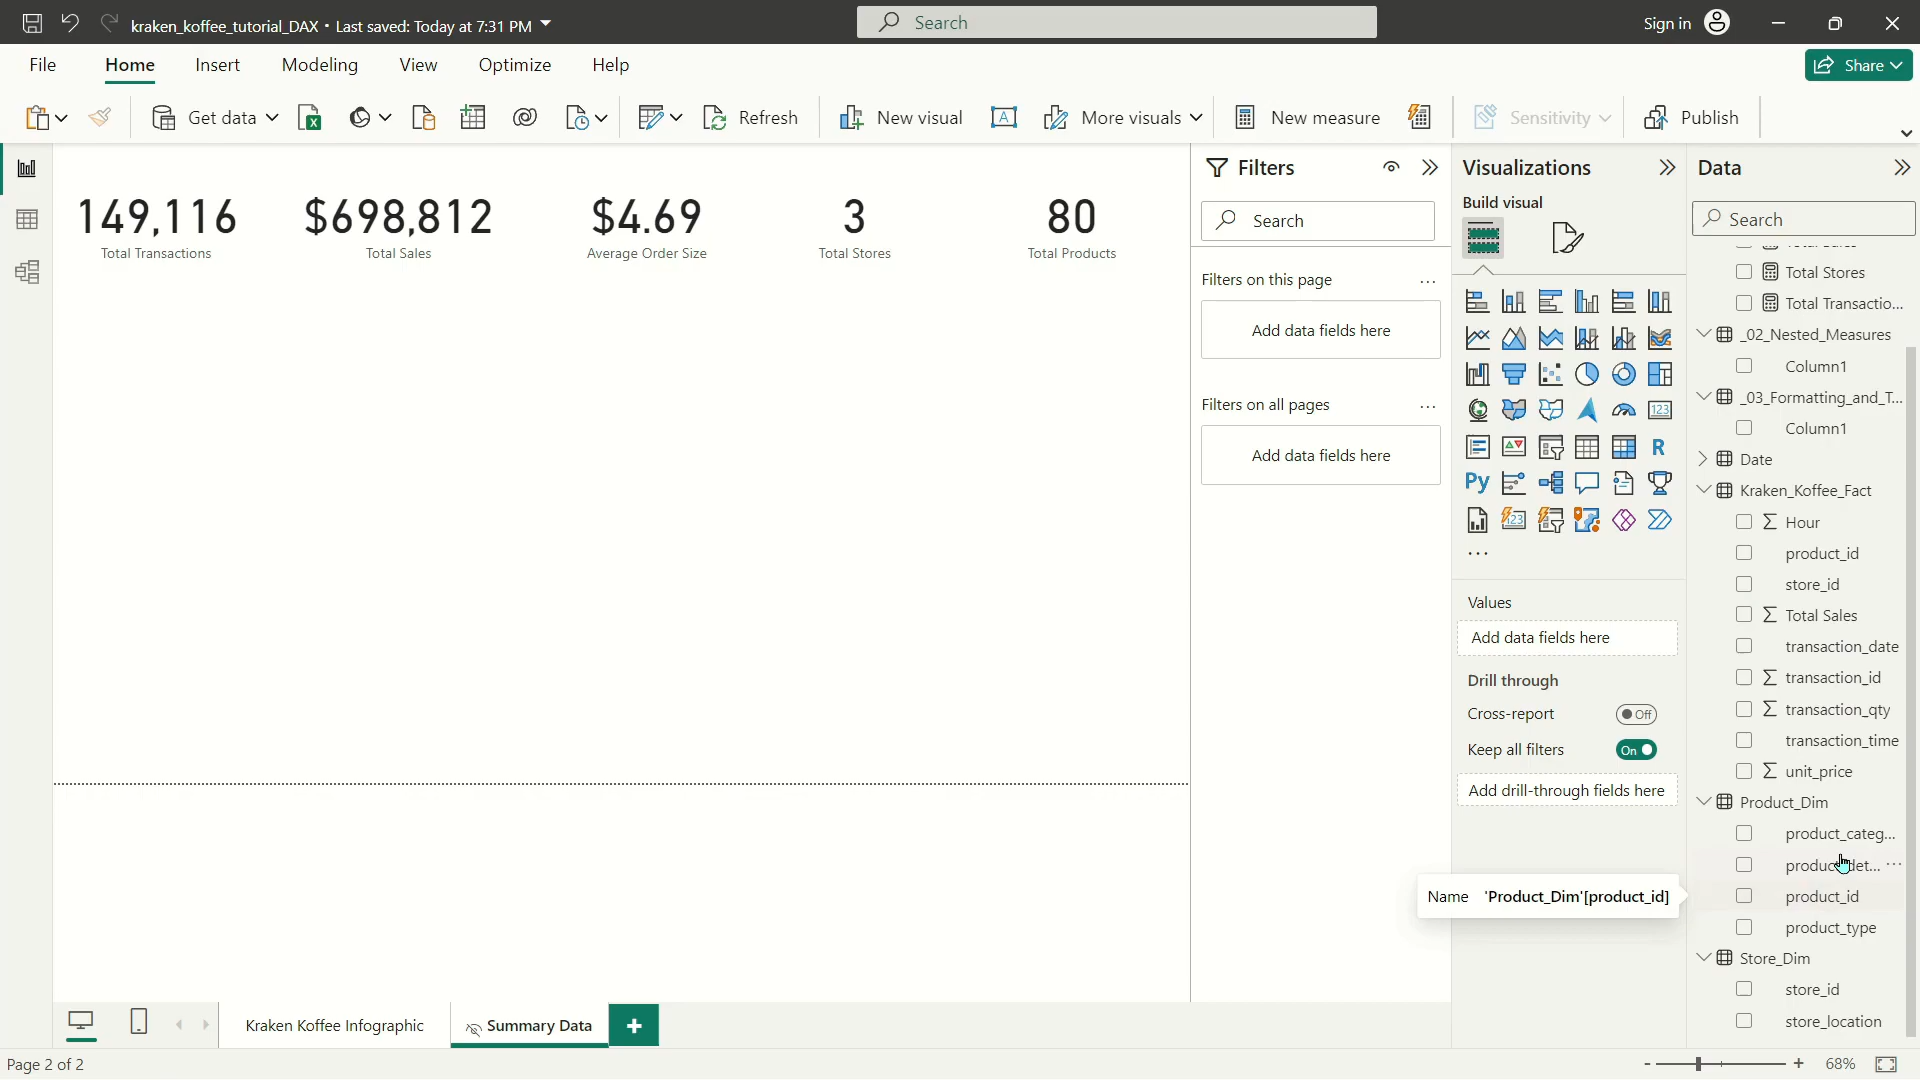 kraken_koffee_tutorial_DAX • Last saved: Today at 7:31 PM
Search
Sign in
File
Home
Insert
Modeling
View
Optimize
Help
Share
Get data
Refresh
New visual
More visuals
New measure
Sensitivity
Publish
149,116
Total Transactions
$698,812
Total Sales
$4.69
Average Order Size
3
Total Stores
80
Total Products
Filters
Search
Filters on this page
Add data fields here
Filters on all pages
Add data fields here
Visualizations
Build visual
123
R
Py
123
Values
Add data fields here
Drill through
Cross-report
Off
Keep all filters
On
Add drill-through fields here
Name 'Product_Dim'[product_id]
Data
Search
Total Stores
Total Transactio...
_02_Nested_Measures
Column1
_03_Formatting_and_T...
Column1
Date
Kraken_Koffee_Fact
Hour
product_id
store_id
Total Sales
transaction_date
transaction_id
transaction_qty
transaction_time
unit_price
Product_Dim
product_categ...
product_det...
product_id
product_type
Store_Dim
store_id
store_location
Kraken Koffee Infographic
Summary Data
Page 2 of 2
68%